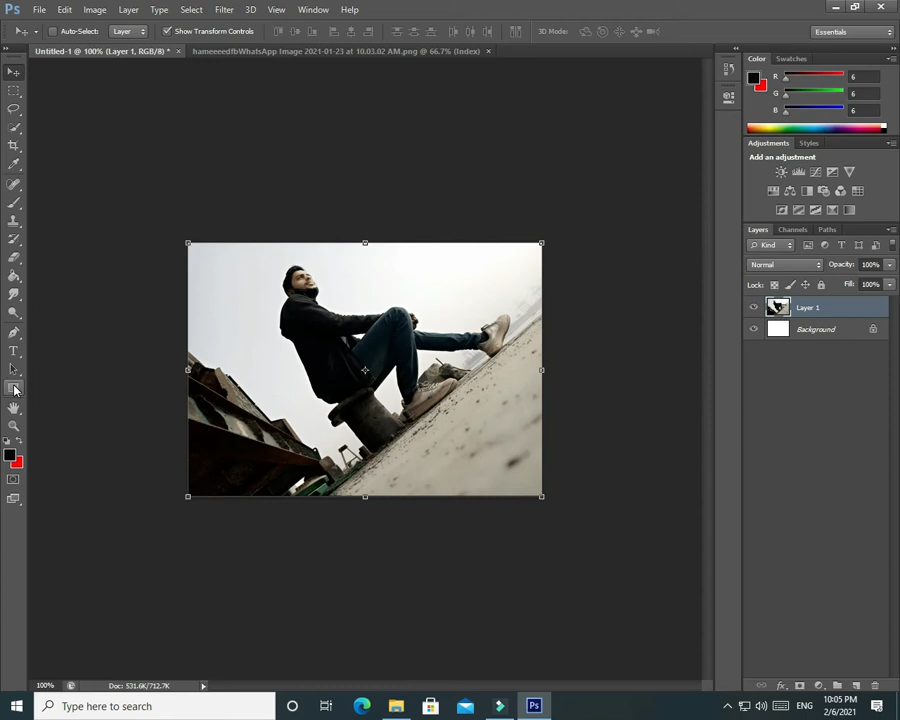 Ps File Edit Image Layer Type Select Filter 3D View Window Help
Auto-Select: Layer Show Transform Controls 3D Mode: Essentials
Untitled-1 @ 100% (Layer 1, RGB/8) * × hameeeedfbWhatsApp Image 2021-01-23 at 10.03.02 AM.png @ 66.7% (Index) ×
Color Swatches
R 6
G 6
B 6
Adjustments Styles
Add an adjustment
Layers Channels Paths
Kind
Normal Opacity: 100%
Lock: Fill: 100%
Layer 1
Background
100% Doc: 531.6K/712.7K
Type here to search
Ps
ENG
10:05 PM
2/6/2021